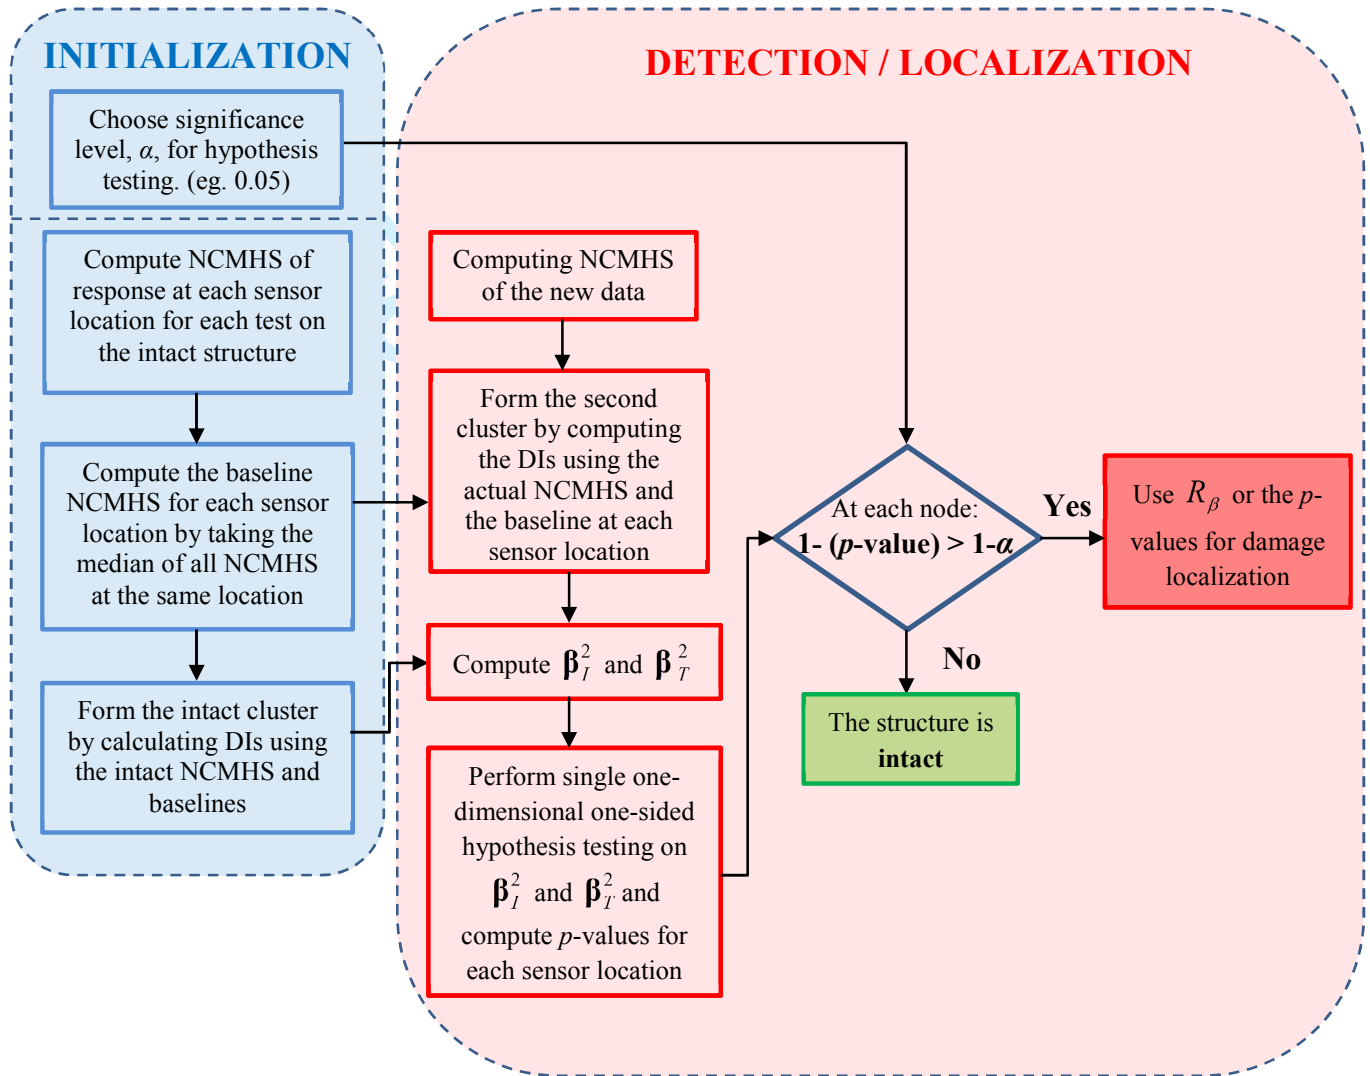 INITIALIZATION
Choose significance
level, α, for hypothesis
testing. (eg. 0.05)
Compute NCMHS of
response at each sensor
location for each test on
the intact structure
Compute the baseline
NCMHS for each sensor
location by taking the
median of all NCMHS
at the same location
Form the intact cluster
by calculating DIs using
the intact NCMHS and
baselines
DETECTION / LOCALIZATION
Computing NCMHS
of the new data
Form the second
cluster by computing
the DIs using the
actual NCMHS and
the baseline at each
sensor location
Compute β_I^2 and β_T^2
Perform single one-
dimensional one-sided
hypothesis testing on
β_I^2 and β_T^2 and
compute p-values for
each sensor location
At each node:
1- (p-value) > 1-α
Yes
Use R_β or the p-
values for damage
localization
No
The structure is
intact